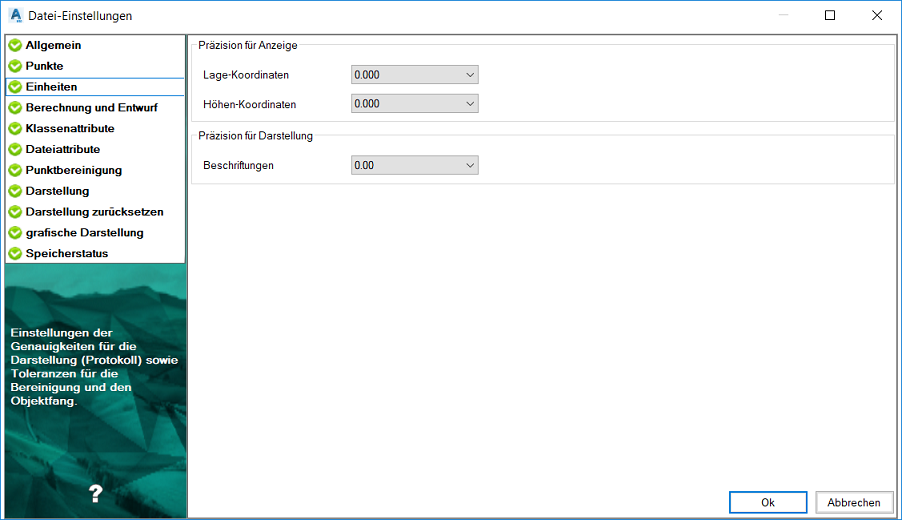 Datei-Einstellungen
Allgemein
Punkte
Einheiten
Berechnung und Entwurf
Klassenattribute
Dateiattribute
Punktbereinigung
Darstellung
Darstellung zurücksetzen
grafische Darstellung
Speicherstatus
Einstellungen der
Genauigkeiten für die
Darstellung (Protokoll) sowie
Toleranzen für die
Bereinigung und den
Objektfang.
?
Präzision für Anzeige
Lage-Koordinaten 0.000
Höhen-Koordinaten 0.000
Präzision für Darstellung
Beschriftungen 0.00
Ok Abbrechen